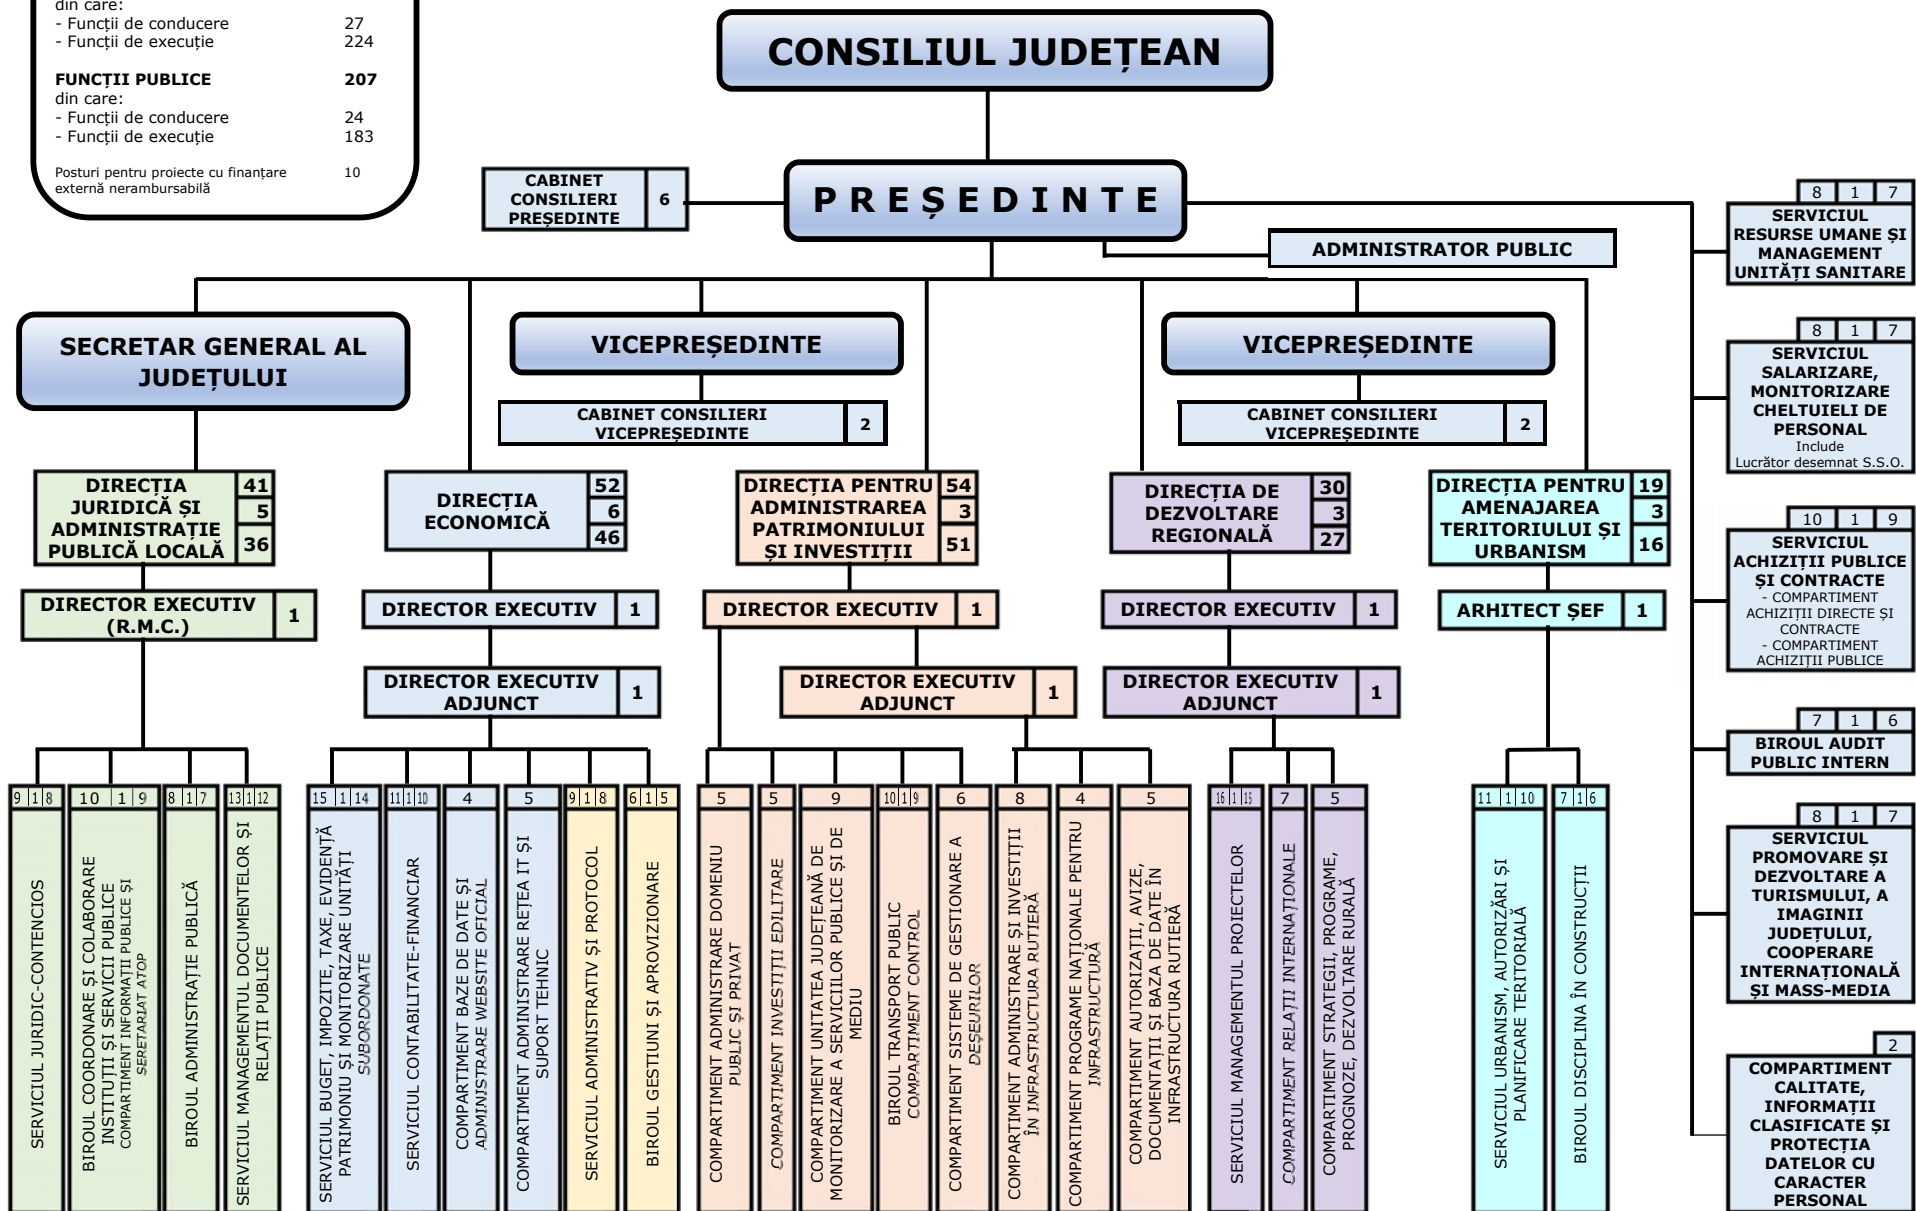 din care:
- Funcții de conducere 27
- Funcții de execuție 224
FUNCȚII PUBLICE 207
din care:
- Funcții de conducere 24
- Funcții de execuție 183
Posturi pentru proiecte cu finanțare 10
externă nerambursabilă
CONSILIUL JUDEȚEAN
CABINET
CONSILIERI
PREȘEDINTE
6
PREȘEDINTE
ADMINISTRATOR PUBLIC
SECRETAR GENERAL AL
JUDEȚULUI
VICEPREȘEDINTE
CABINET CONSILIERI
VICEPREȘEDINTE
2
VICEPREȘEDINTE
CABINET CONSILIERI
VICEPREȘEDINTE
2
DIRECȚIA
JURIDICĂ ȘI
ADMINISTRAȚIE
PUBLICĂ LOCALĂ
41
5
36
DIRECȚIA
ECONOMICĂ
52
6
46
DIRECȚIA PENTRU
ADMINISTRAREA
PATRIMONIULUI
ȘI INVESTIȚII
54
3
51
DIRECȚIA DE
DEZVOLTARE
REGIONALĂ
30
3
27
DIRECȚIA PENTRU
AMENAJAREA
TERITORIULUI ȘI
URBANISM
19
3
16
DIRECTOR EXECUTIV
(R.M.C.)
1
DIRECTOR EXECUTIV 1
DIRECTOR EXECUTIV 1
DIRECTOR EXECUTIV 1
ARHITECT ȘEF 1
DIRECTOR EXECUTIV
ADJUNCT
1
DIRECTOR EXECUTIV
ADJUNCT
1
DIRECTOR EXECUTIV
ADJUNCT
1
9 1 8
SERVICIUL JURIDIC-CONTENCIOS
10 1 9
BIROUL COORDONARE ȘI COLABORARE
INSTITUȚII ȘI SERVICII PUBLICE
COMPARTIMENT INFORMAȚII PUBLICE ȘI
SERETARIAT ATOP
8 1 7
BIROUL ADMINISTRAȚIE PUBLICĂ
13 1 12
SERVICIUL MANAGEMENTUL DOCUMENTELOR ȘI
RELAȚII PUBLICE
15 1 14
SERVICIUL BUGET, IMPOZITE, TAXE, EVIDENȚĂ
PATRIMONIU ȘI MONITORIZARE UNITĂȚI
SUBORDONATE
11 1 10
SERVICIUL CONTABILITATE-FINANCIAR
4
COMPARTIMENT BAZE DE DATE ȘI
ADMINISTRARE WEBSITE OFICIAL
5
COMPARTIMENT ADMINISTRARE REȚEA IT ȘI
SUPORT TEHNIC
9 1 8
SERVICIUL ADMINISTRATIV ȘI PROTOCOL
6 1 5
BIROUL GESTIUNI ȘI APROVIZIONARE
5
COMPARTIMENT ADMINISTRARE DOMENIU
PUBLIC ȘI PRIVAT
5
COMPARTIMENT INVESTIȚII EDILITARE
9
COMPARTIMENT UNITATEA JUDEȚEANĂ DE
MONITORIZARE A SERVICIILOR PUBLICE ȘI DE
MEDIU
10 1 9
BIROUL TRANSPORT PUBLIC
COMPARTIMENT CONTROL
6
COMPARTIMENT SISTEME DE GESTIONARE A
DEȘEURILOR
8
COMPARTIMENT ADMINISTRARE ȘI INVESTIȚII
ÎN INFRASTRUCTURA RUTIERĂ
4
COMPARTIMENT PROGRAME NAȚIONALE PENTRU
INFRASTRUCTURĂ
5
COMPARTIMENT AUTORIZAȚII, AVIZE,
DOCUMENTAȚII ȘI BAZA DE DATE ÎN
INFRASTRUCTURA RUTIERĂ
16 1 15
SERVICIUL MANAGEMENTUL PROIECTELOR
7
COMPARTIMENT RELAȚII INTERNAȚIONALE
5
COMPARTIMENT STRATEGII, PROGRAME,
PROGNOZE, DEZVOLTARE RURALĂ
11 1 10
SERVICIUL URBANISM, AUTORIZĂRI ȘI
PLANIFICARE TERITORIALĂ
7 1 6
BIROUL DISCIPLINA ÎN CONSTRUCȚII
8 1 7
SERVICIUL
RESURSE UMANE ȘI
MANAGEMENT
UNITĂȚI SANITARE
8 1 7
SERVICIUL
SALARIZARE,
MONITORIZARE
CHELTUIELI DE
PERSONAL
Include
Lucrător desemnat S.S.O.
10 1 9
SERVICIUL
ACHIZIȚII PUBLICE
ȘI CONTRACTE
- COMPARTIMENT
ACHIZIȚII DIRECTE ȘI
CONTRACTE
- COMPARTIMENT
ACHIZIȚII PUBLICE
7 1 6
BIROUL AUDIT
PUBLIC INTERN
8 1 7
SERVICIUL
PROMOVARE ȘI
DEZVOLTARE A
TURISMULUI, A
IMAGINII
JUDEȚULUI,
COOPERARE
INTERNAȚIONALĂ
ȘI MASS-MEDIA
2
COMPARTIMENT
CALITATE,
INFORMAȚII
CLASIFICATE ȘI
PROTECȚIA
DATELOR CU
CARACTER
PERSONAL